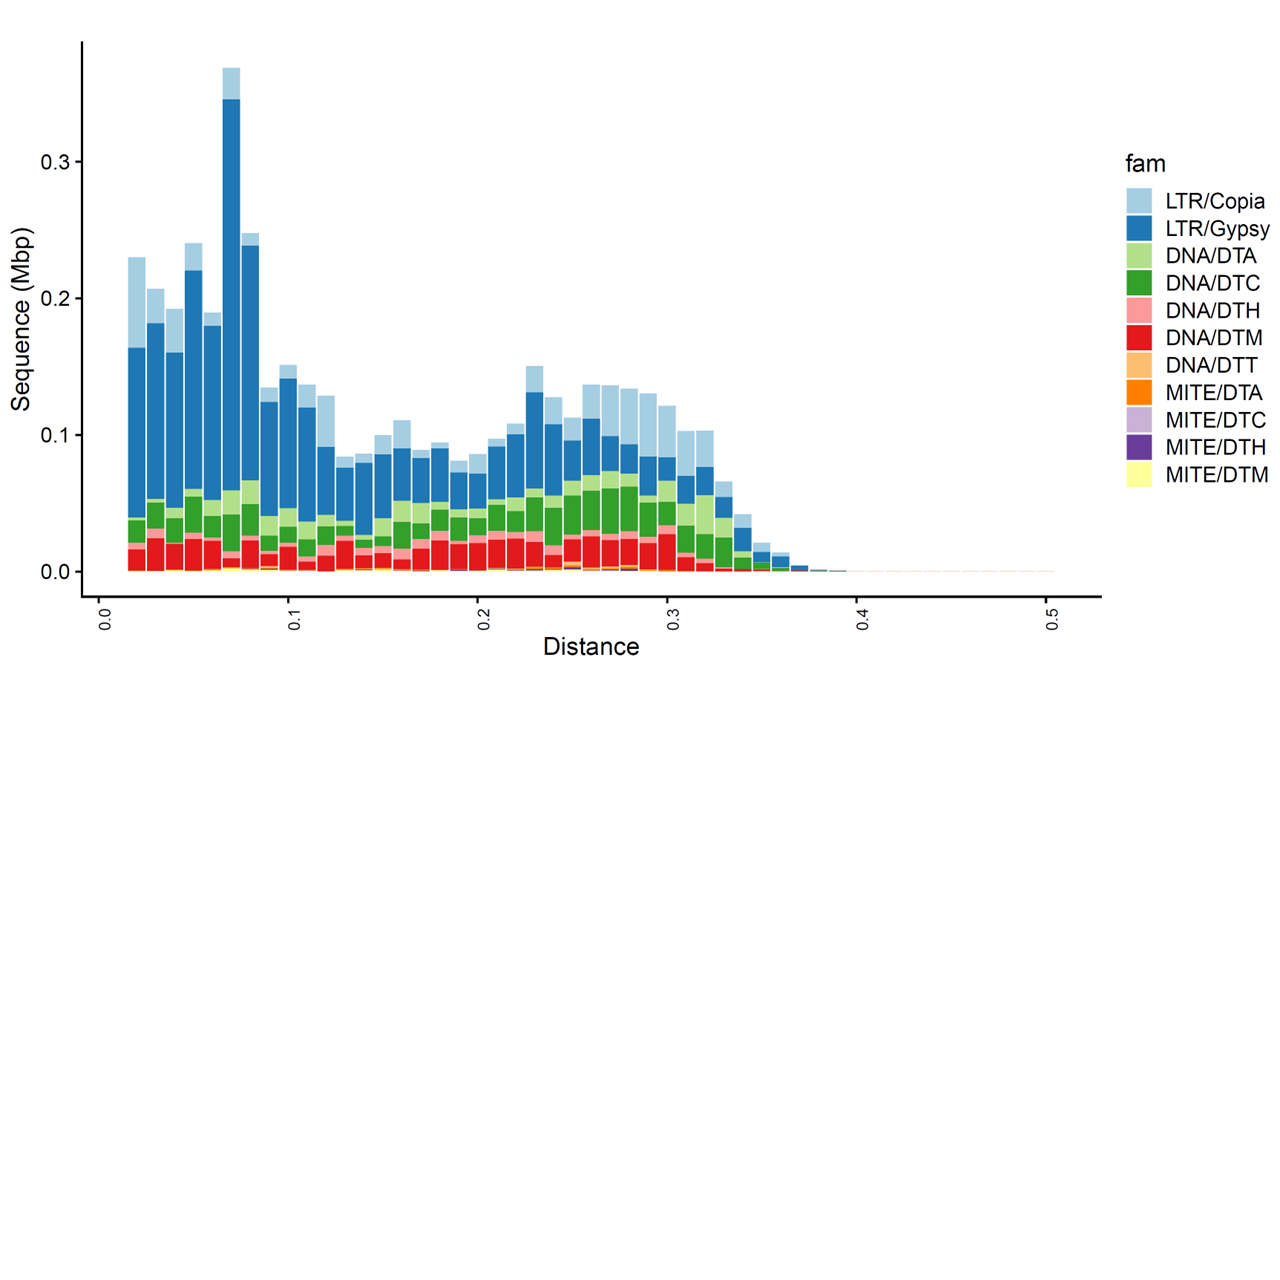 fam
LTR/Copia
LTR/Gypsy
DNA/DTA
DNA/DTC
DNA/DTH
DNA/DTM
DNA/DTT
MITE/DTA
MITE/DTC
MITE/DTH
MITE/DTM
Sequence (Mbp)
0.3
0.2
0.1
0.0
0.0 0.1 0.2 0.3 0.4 0.5
Distance